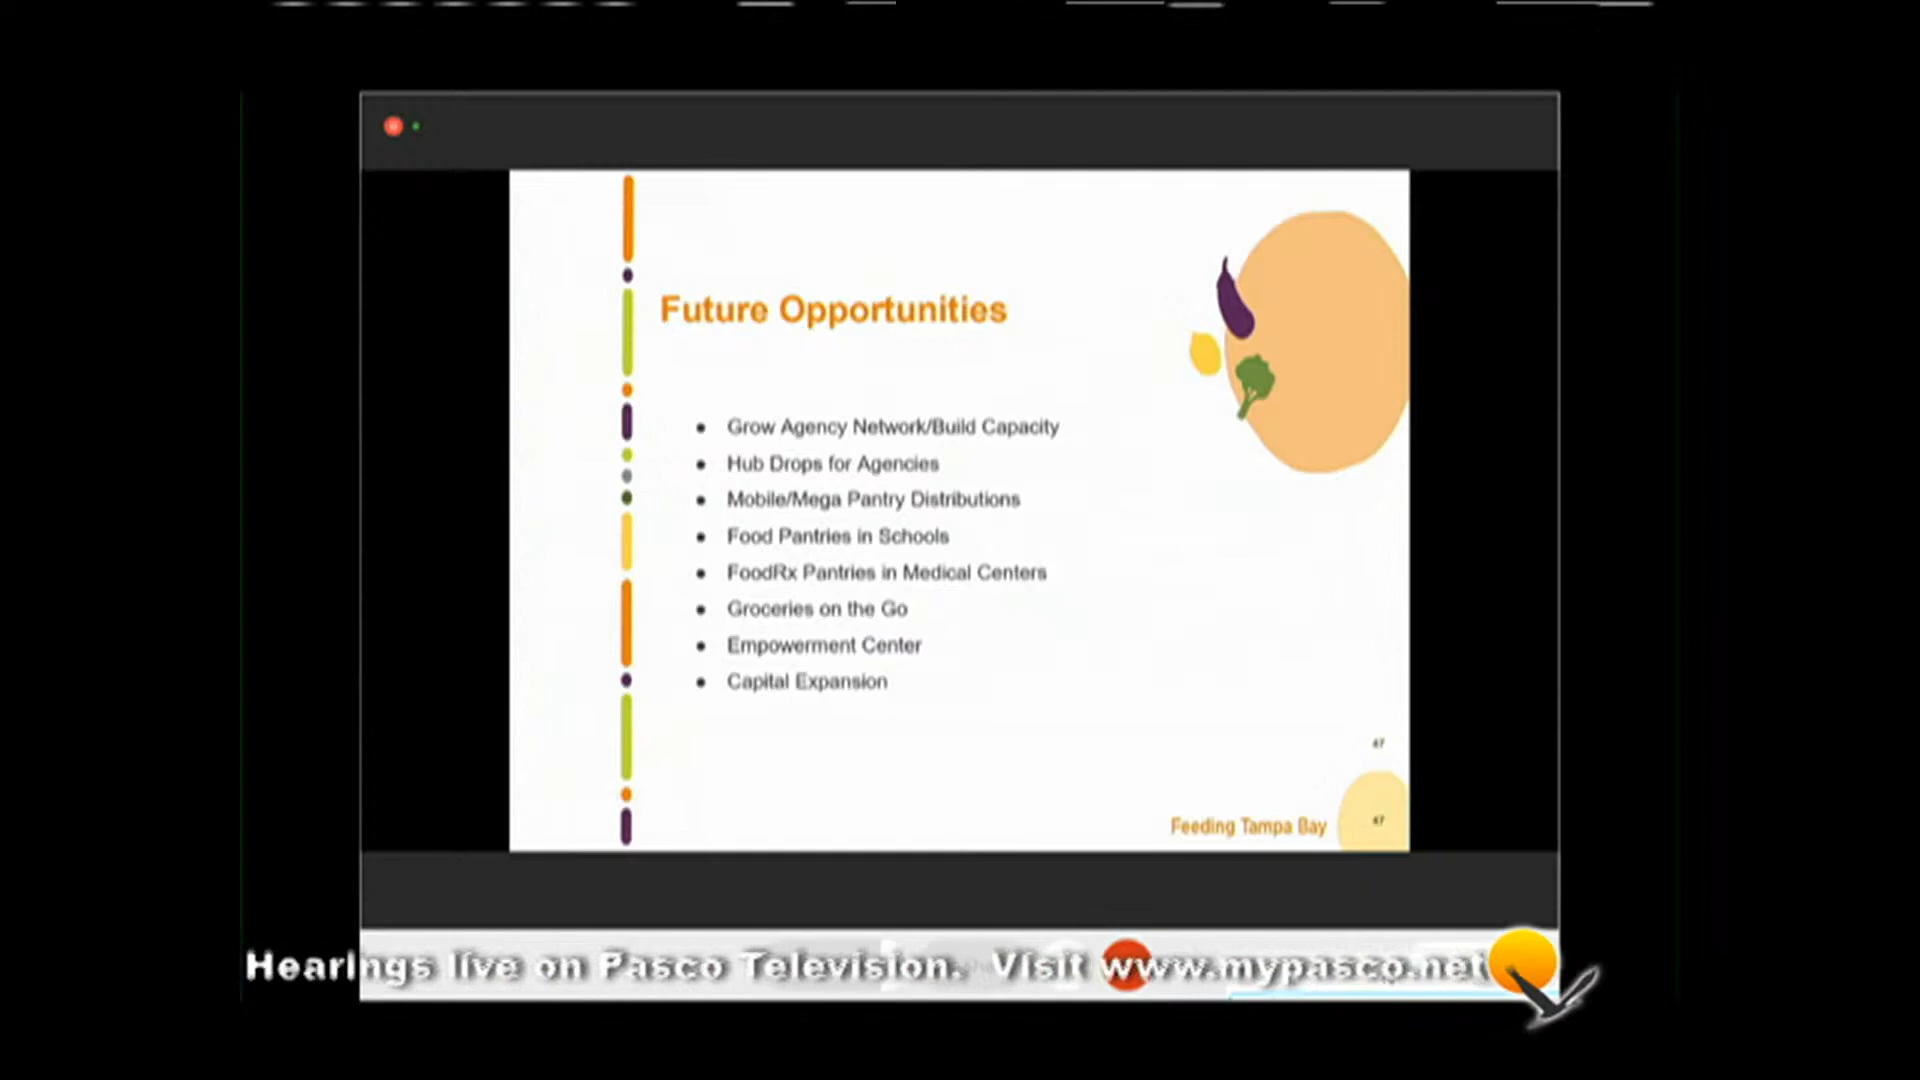 Future Opportunities
• Grow Agency Network/Build Capacity
• Hub Drops for Agencies
• Mobile/Mega Pantry Distributions
• Food Pantries in Schools
• FoodRx Pantries in Medical Centers
• Groceries on the Go
• Empowerment Center
• Capital Expansion
47
Feeding Tampa Bay
47
Hearings live on Pasco Television. Visit www.mypasco.net